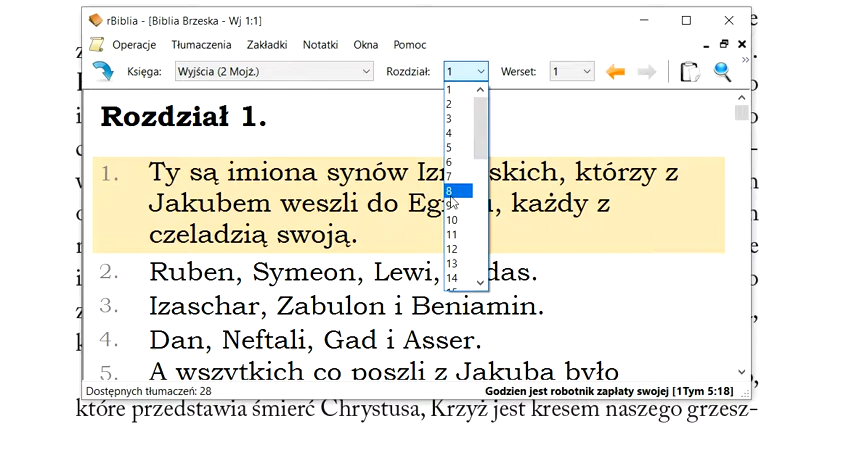 rBiblia - [Biblia Brzeska - Wj 1:1]
Operacje Tłumaczenia Zakładki Notatki Okna Pomoc
Księga: Wyjścia (2 Mojż.) Rozdział: 1 Werset: 1
Rozdział 1.
1
2
3
4
5
6
7
8
9
10
11
12
13
14
1. Ty są imiona synów którzy z
Jakubem weszli do każdy z
czeladzią swoją.
2. Ruben, Symeon, Lewi,
3. Izaschar, Zabulon i Beniamin.
4. Dan, Neftali, Gad i Asser.
5. A wszytkich co poszli z Jakuba było
Dostępnych tłumaczeń: 28
Godzien jest robotnik zapłaty swojej [1Tym 5:18]
które przedstawia śmierć Chrystusa, Krzyż jest kresem naszego grzesz-